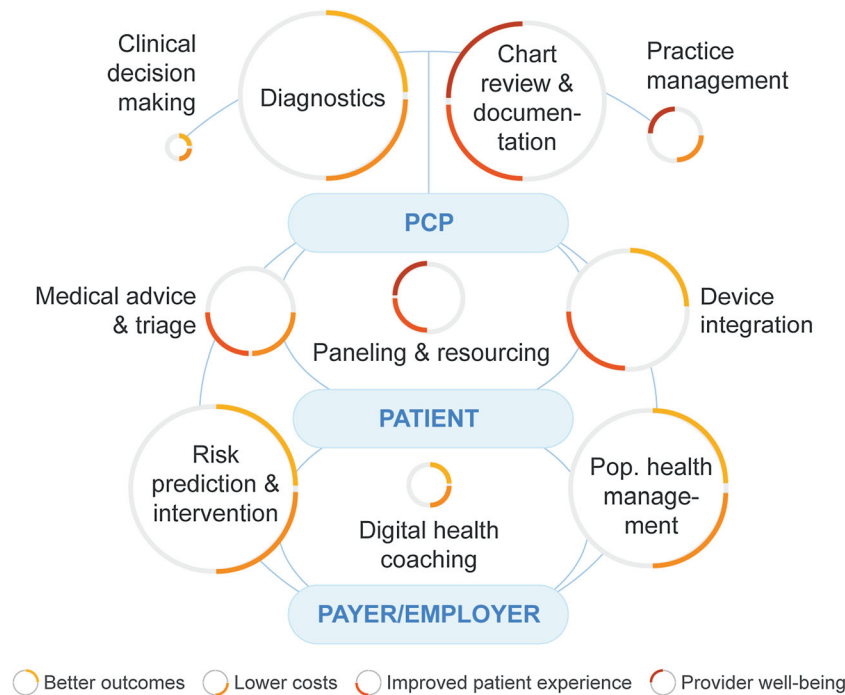 Clinical
decision
making
Diagnostics
Chart
review &
documen-
tation
Practice
management
PCP
Medical advice
& triage
Paneling & resourcing
Device
integration
PATIENT
Risk
prediction &
intervention
Digital health
coaching
Pop. health
manage-
ment
PAYER/EMPLOYER
Better outcomes
Lower costs
Improved patient experience
Provider well-being